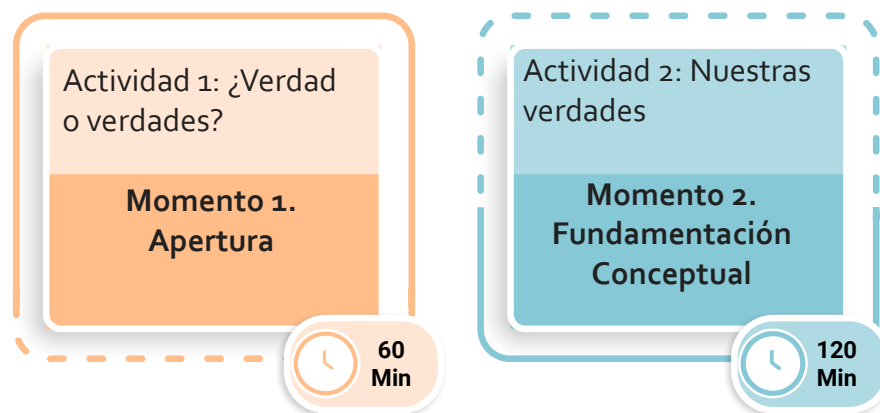 Actividad 1: ¿Verdad
o verdades?
Momento 1.
Apertura
60
Min
Actividad 2: Nuestras
verdades
Momento 2.
Fundamentación
Conceptual
120
Min